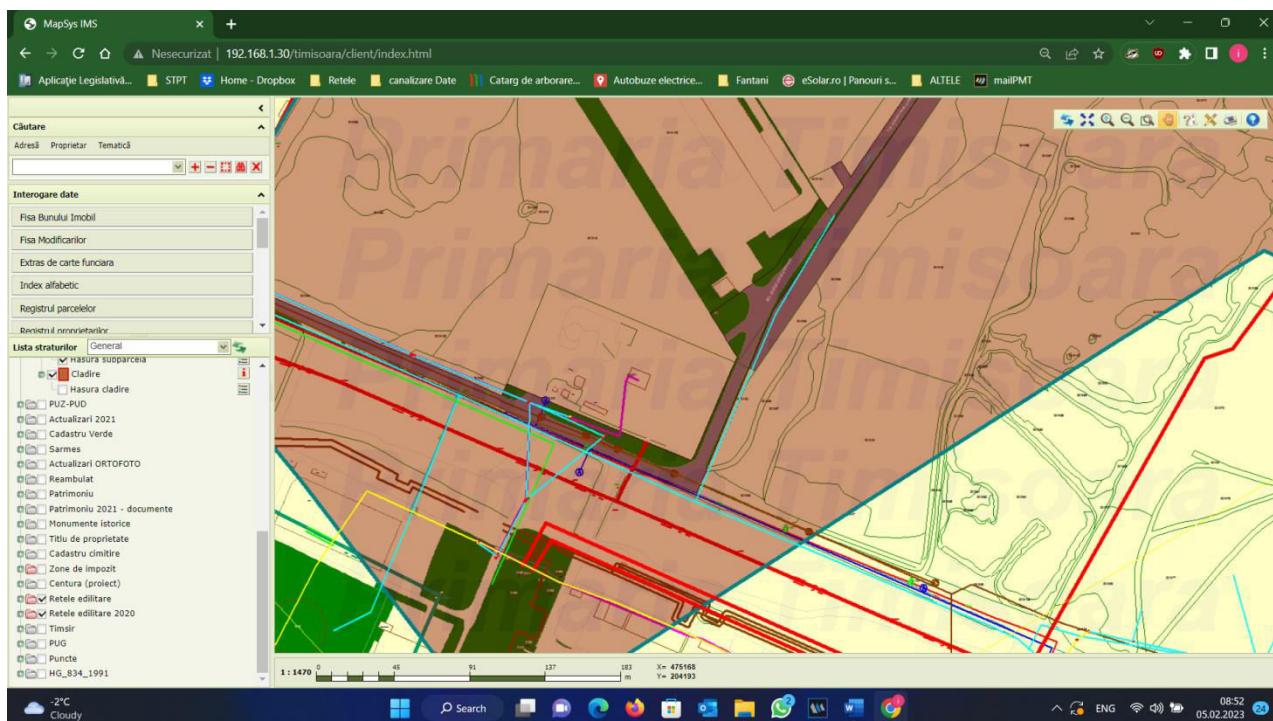 MapSys IMS
Nesecurizat | 192.168.1.30/timisoara/client/index.html
Aplicație Legislativă... STPT Home - Dropbox Retele canalizare Date Catarg de arborare... Autobuze electrice... Fantani eSolar.ro | Panouri s... ALTELE mailPMT
Căutare
Adresă Proprietar Tematică
Interogare date
Fisa Bunului Imobil
Fisa Modificarilor
Extras de carte funciara
Index alfabetic
Registrul parcelelor
Registrul proprietarilor
Lista straturilor General
Hasura subparcela
Cladire
Hasura cladire
PUZ-PUD
Actualizari 2021
Cadastru Verde
Sarmes
Actualizari ORTOFOTO
Reambulat
Patrimoniu
Patrimoniu 2021 - documente
Monumente istorice
Titlu de proprietate
Cadastru cimitire
Zone de impozit
Centura (proiect)
Retele edilitare
Retele edilitare 2020
Timsir
PUG
Puncte
HG_834_1991
Primaria Timisoara
Primaria Timisoara
Primaria Timisoara
Primaria Timisoara
Primaria Timisoara
1 : 1470 0 45 91 137 183 m
X= 475168
Y= 204193
-2°C
Cloudy
Search
2
ENG
08:52
05.02.2023
24